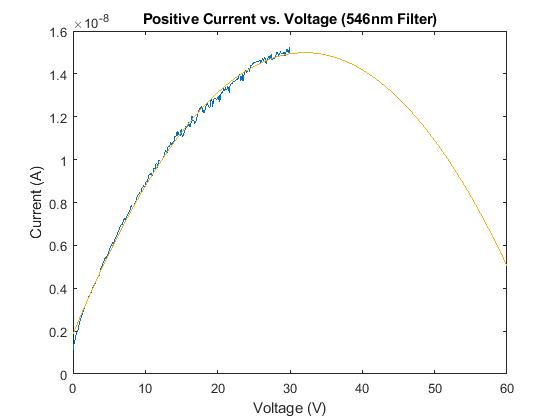 Positive Current vs. Voltage (546nm Filter)
×10⁻⁸
1.6
1.4
1.2
1
0.8
0.6
0.4
0.2
0
Current (A)
0 10 20 30 40 50 60
Voltage (V)